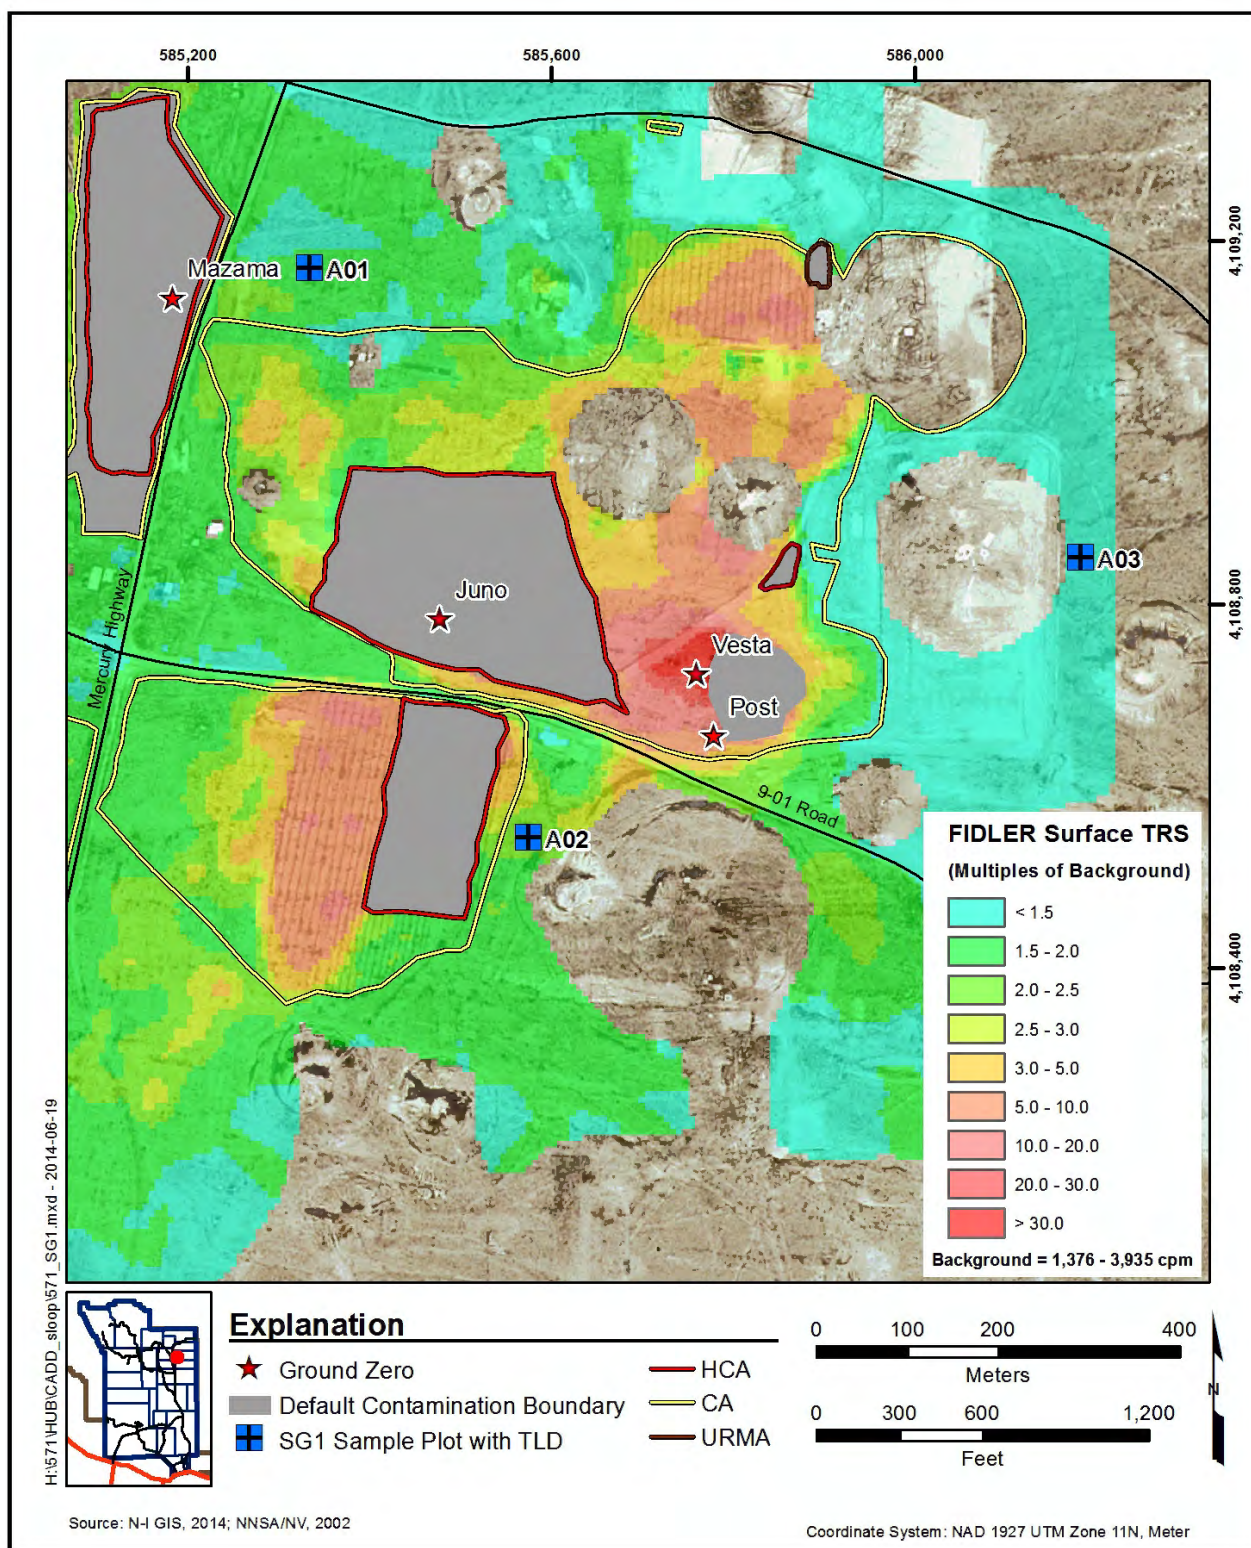 585,200
585,600
586,000
4,109,200
Mazama
A01
A03
Juno
4,108,800
Mercury Highway
Vesta
Post
9-01 Road
A02
4,108,400
FIDLER Surface TRS
(Multiples of Background)
< 1.5
1.5 - 2.0
2.0 - 2.5
2.5 - 3.0
3.0 - 5.0
5.0 - 10.0
10.0 - 20.0
20.0 - 30.0
> 30.0
Background = 1,376 - 3,935 cpm
H:\571\HUB\CADD_sloop\571_SG1.mxd - 2014-06-19
Explanation
Ground Zero
Default Contamination Boundary
SG1 Sample Plot with TLD
HCA
CA
URMA
0 100 200 400
Meters
0 300 600 1,200
Feet
N
Source: N-I GIS, 2014; NNSA/NV, 2002
Coordinate System: NAD 1927 UTM Zone 11N, Meter